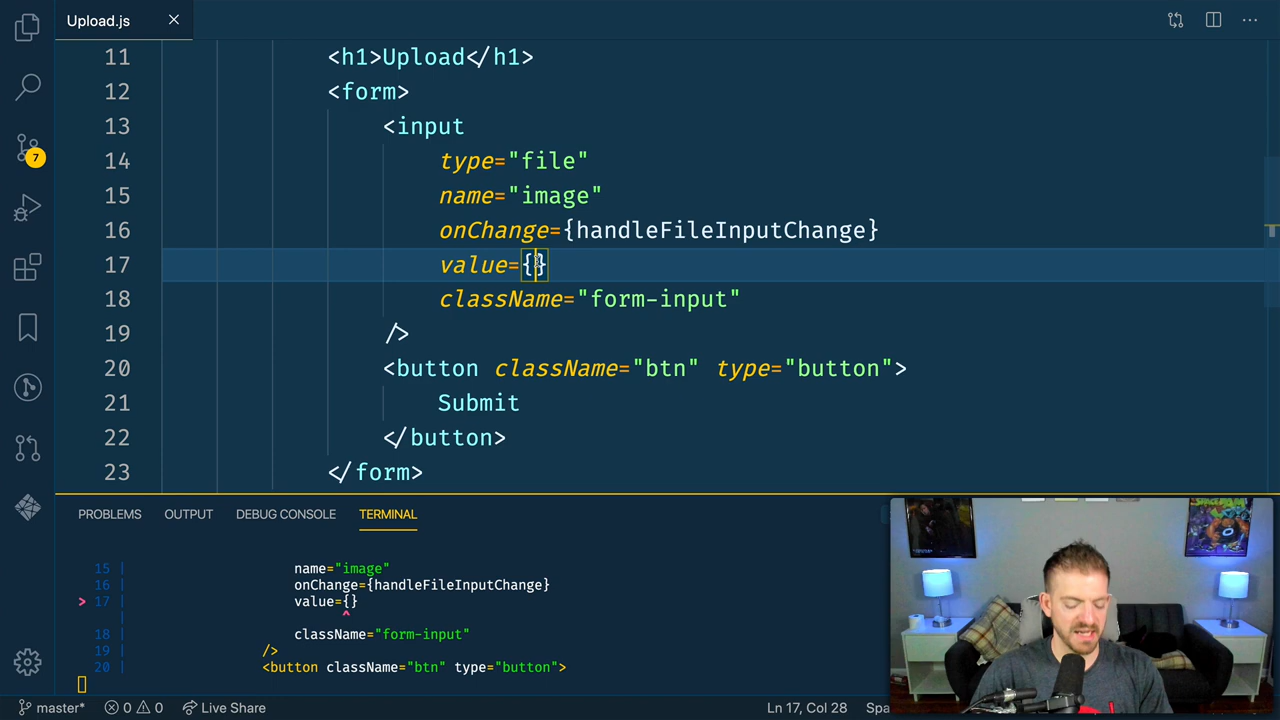 Upload.js
11 <h1>Upload</h1>
12 <form>
13 <input
14 type="file"
15 name="image"
16 onChange={handleFileInputChange}
17 value={}
18 className="form-input"
19 />
20 <button className="btn" type="button">
21 Submit
22 </button>
23 </form>
7
PROBLEMS OUTPUT DEBUG CONSOLE TERMINAL
15 | name="image"
16 | onChange={handleFileInputChange}
> 17 | value={}
| ^
18 | className="form-input"
19 | />
20 | <button className="btn" type="button">
master* 0 0 Live Share Ln 17, Col 28 Spa